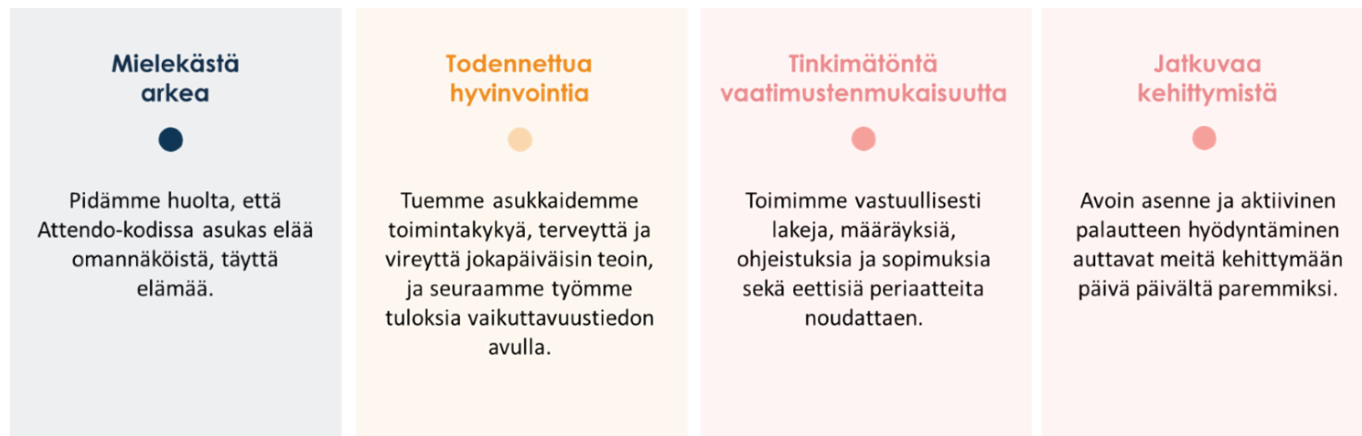 Mielekästä
arkea
Pidämme huolta, että
Attendo-kodissa asukas elää
omannäköistä, täyttä
elämää.
Todennettua
hyvinvointia
Tuemme asukkaidemme
toimintakykyä, terveyttä ja
vireyttä jokapäiväisin teoin,
ja seuraamme työmme
tuloksia vaikuttavuustiedon
avulla.
Tinkimätöntä
vaatimustenmukaisuutta
Toimimme vastuullisesti
lakeja, määräyksiä,
ohjeistuksia ja sopimuksia
sekä eettisiä periaatteita
noudattaen.
Jatkuvaa
kehittymistä
Avoin asenne ja aktiivinen
palautteen hyödyntäminen
auttavat meitä kehittymään
päivä päivältä paremmiksi.